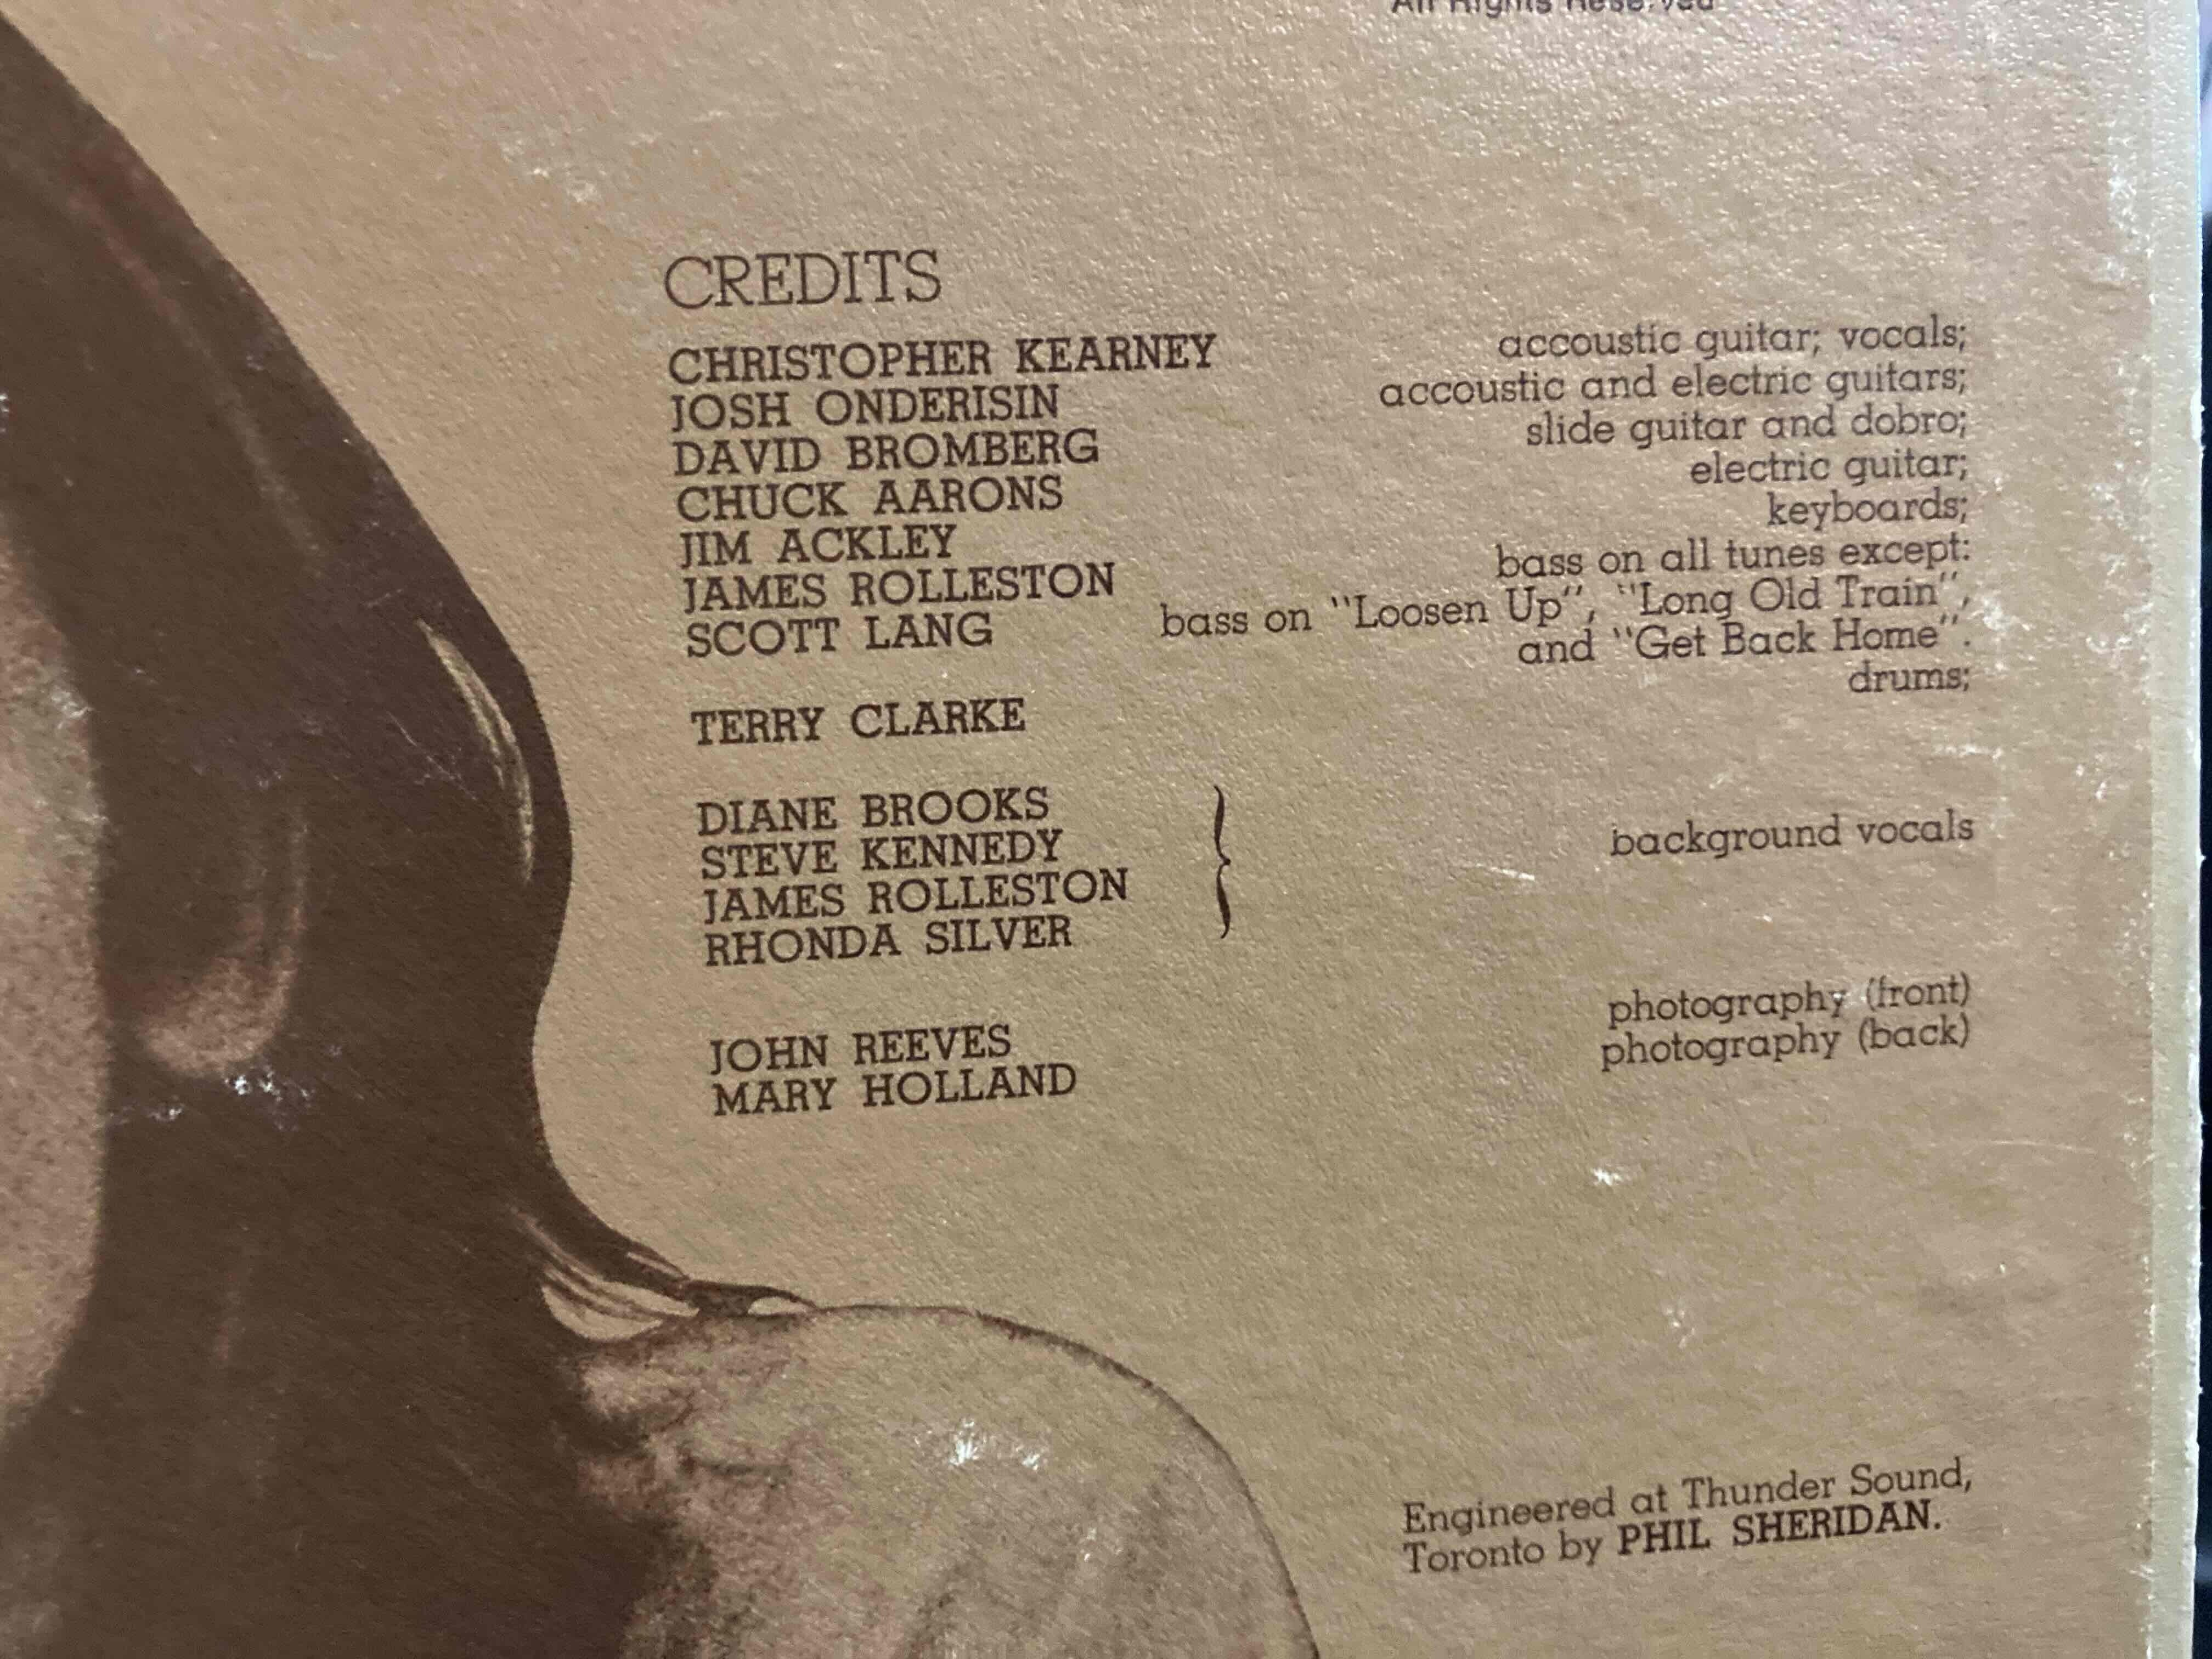 All Rights Reserved
CREDITS
CHRISTOPHER KEARNEY accoustic guitar; vocals;
JOSH ONDERISIN accoustic and electric guitars;
DAVID BROMBERG slide guitar and dobro;
CHUCK AARONS electric guitar;
JIM ACKLEY keyboards;
JAMES ROLLESTON bass on all tunes except:
SCOTT LANG bass on "Loosen Up", "Long Old Train",
and "Get Back Home".
TERRY CLARKE drums;
DIANE BROOKS
STEVE KENNEDY
JAMES ROLLESTON
RHONDA SILVER
} background vocals
JOHN REEVES photography (front)
MARY HOLLAND photography (back)
Engineered at Thunder Sound,
Toronto by PHIL SHERIDAN.